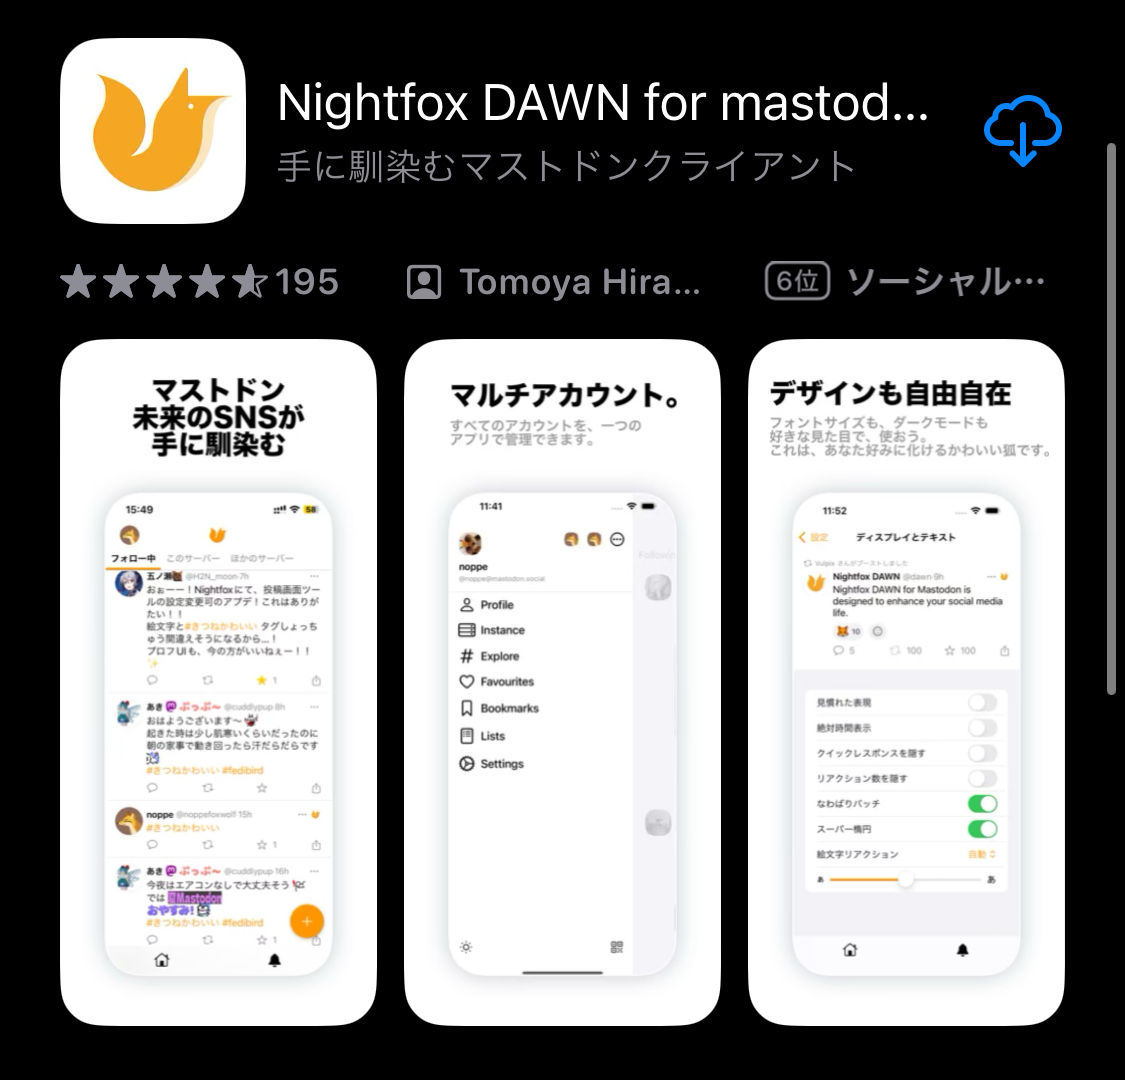 Nightfox DAWN for mastod...
手に馴染むマストドンクライアント
195
Tomoya Hira...
6位 ソーシャル…
マストドン
未来のSNSが
手に馴染む
15:49
58
フォロー中 このサーバー ほかのサーバー
@H2N_moon·7h
おぉーー！Nightfoxにて、投稿画面ツー
ルの設定変更可のアプデ！これはありが
たい！！
絵文字と#きつねかわいい タグしょっち
ゅう間違えそうになるから...！
プロフUIも、今の方がいいねぇー！！
1
あき ぷっぷ〜 @cuddlypup·8h
おはようございます〜
起きた時は少し肌寒いくらいだったのに
朝の家事で動き回ったら汗だらだらです
#きつねかわいい #fedibird
noppe @noppefoxwolf·15h
#きつねかわいい
1
あき ぷっぷ〜 @cuddlypup·16h
今夜はエアコンなしで大丈夫そう
では Mastodon
おやすみ!
#きつねかわいい #fedibird
1
マルチアカウント。
すべてのアカウントを、一つの
アプリで管理できます。
11:41
noppe
@noppe@mastodon.social
Profile
Instance
Explore
Favourites
Bookmarks
Lists
Settings
デザインも自由自在
フォントサイズも、ダークモードも
好きな見た目で、使おう。
これは、あなた好みに化けるかわいい狐です。
11:52
設定 ディスプレイとテキスト
Vulpix さんがブーストしました
Nightfox DAWN @dawn·9h
Nightfox DAWN for Mastodon is
designed to enhance your social media
life.
10
5 100 100
見慣れた表現
絶対時間表示
クイックレスポンスを隠す
リアクション数を隠す
なわばりバッチ
スーパー楕円
絵文字リアクション 自動
あ あ